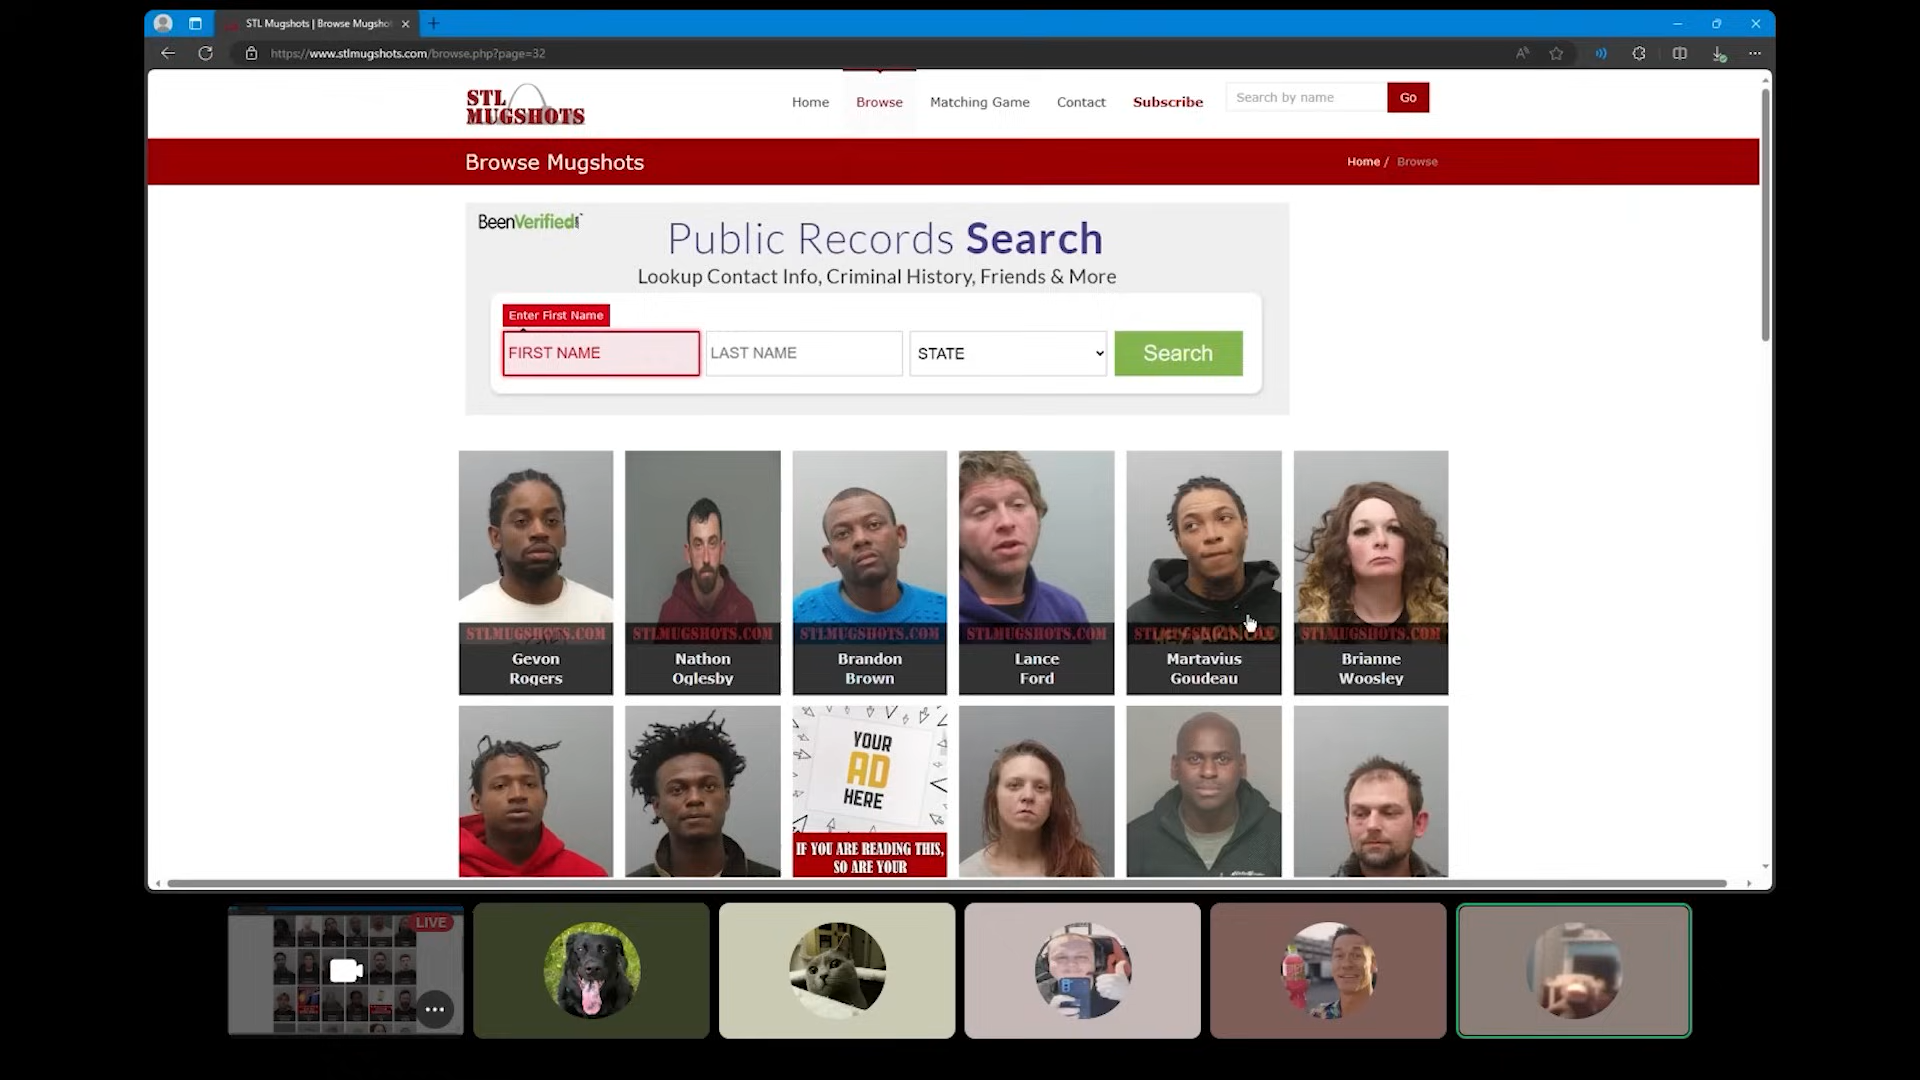 STL Mugshots | Browse Mugsho
https://www.stlmugshots.com/browse.php?page=32
STL
MUGSHOTS
Home
Browse
Matching Game
Contact
Subscribe
Search by name
Go
Browse Mugshots
Home / Browse
BeenVerified
Public Records Search
Lookup Contact Info, Criminal History, Friends & More
Enter First Name
FIRST NAME
LAST NAME
STATE
Search
STLMUGSHOTS.COM
STLMUGSHOTS.COM
STLMUGSHOTS.COM
STLMUGSHOTS.COM
STLMUGSHOTS.COM
Gevon
Rogers
Nathon
Oglesby
Brandon
Brown
Lance
Ford
Martavius
Goudeau
Brianne
Woosley
YOUR
AD
HERE
IF YOU ARE READING THIS,
SO ARE YOUR
LIVE